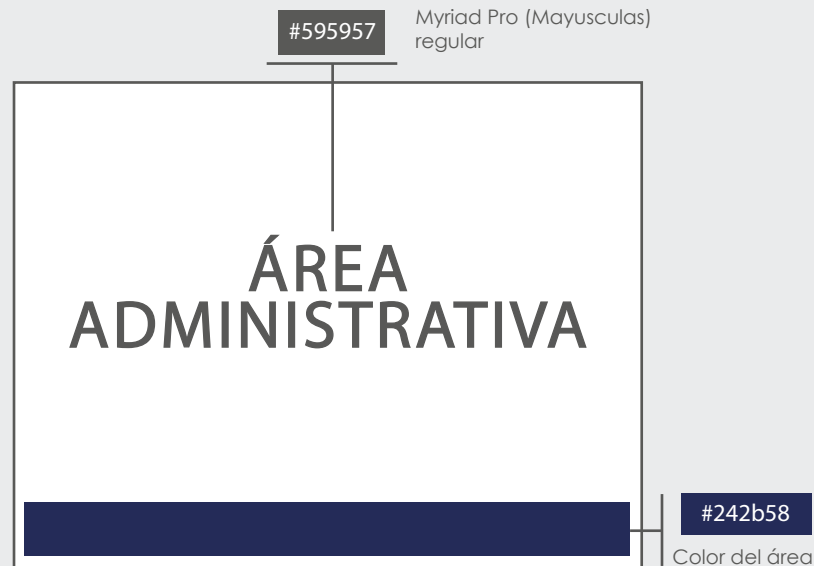 #595957
Myriad Pro (Mayusculas)
regular
ÁREA
ADMINISTRATIVA
#242b58
Color del área